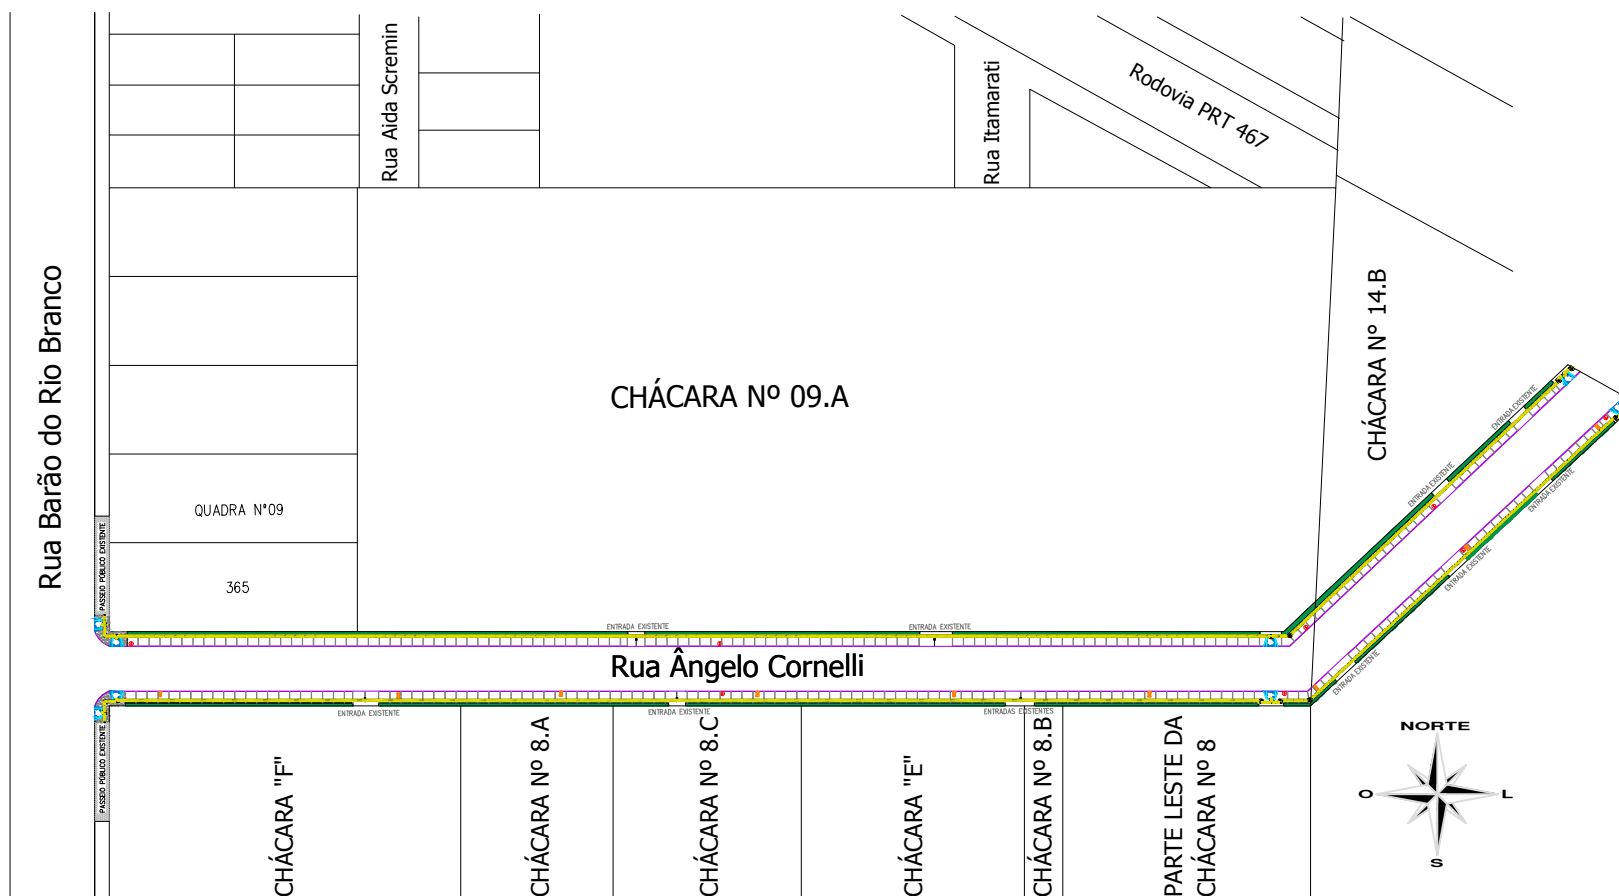 Rua Barão do Rio Branco
Rua Aida Scremin
Rua Itamarati
Rodovia PRT 467
CHÁCARA Nº 09.A
CHÁCARA N° 14.B
QUADRA N°09
365
PASSEIO PÚBLICO EXISTENTE
ENTRADA EXISTENTE
ENTRADA EXISTENTE
ENTRADA EXISTENTE
ENTRADA EXISTENTE
Rua Ângelo Cornelli
ENTRADA EXISTENTE
ENTRADA EXISTENTE
ENTRADAS EXISTENTES
ENTRADA EXISTENTE
ENTRADA EXISTENTE
ENTRADA EXISTENTE
PASSEIO PÚBLICO EXISTENTE
CHÁCARA "F"
CHÁCARA Nº 8.A
CHÁCARA Nº 8.C
CHÁCARA "E"
CHÁCARA Nº 8.B
PARTE LESTE DA
CHÁCARA Nº 8
NORTE
O
L
S